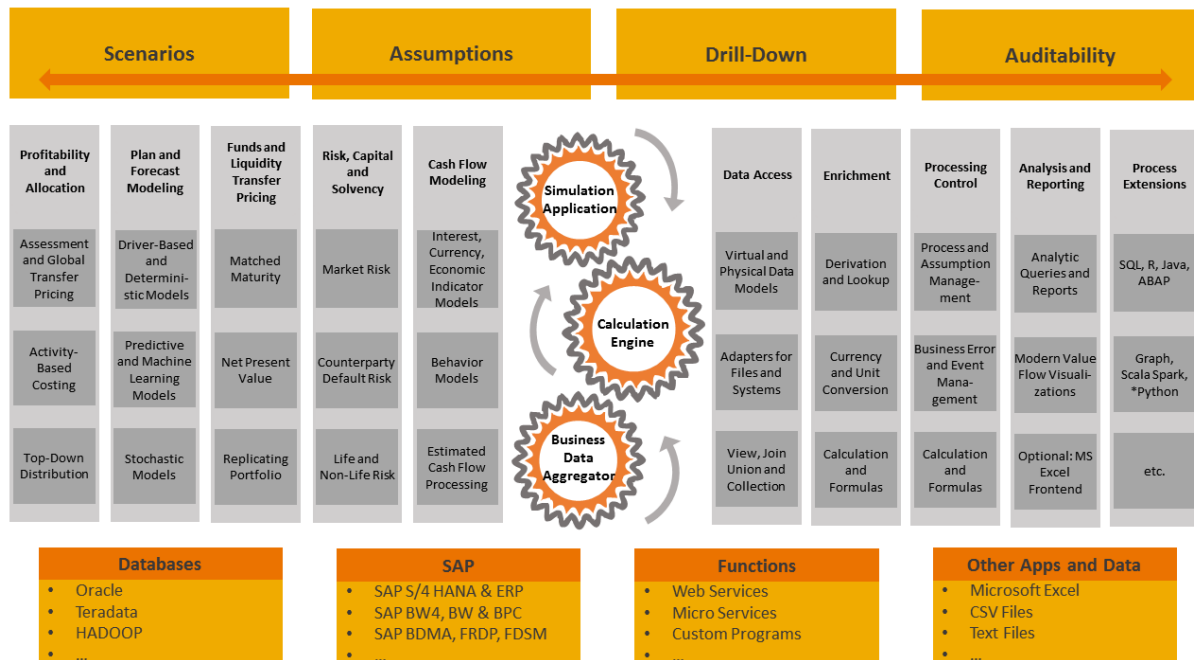 Scenarios
Assumptions
Drill-Down
Auditability
Profitability
and
Allocation
Assessment
and Global
Transfer
Pricing
Activity-
Based
Costing
Top-Down
Distribution
Plan and
Forecast
Modeling
Driver-Based
and
Determini-
stic Models
Predictive
and Machine
Learning
Models
Stochastic
Models
Funds and
Liquidity
Transfer
Pricing
Matched
Maturity
Net Present
Value
Replicating
Portfolio
Risk, Capital
and
Solvency
Market Risk
Counterparty
Default Risk
Life and
Non-Life Risk
Cash Flow
Modeling
Interest,
Currency,
Economic
Indicator
Models
Behavior
Models
Estimated
Cash Flow
Processing
Simulation
Application
Calculation
Engine
Business
Data
Aggregator
Data Access
Virtual and
Physical Data
Models
Adapters for
Files and
Systems
View, Join
Union and
Collection
Enrichment
Derivation
and Lookup
Currency
and Unit
Conversion
Calculation
and
Formulas
Processing
Control
Process and
Assumption
Manage-
ment
Business Error
and Event
Mana-
gement
Calculation
and
Formulas
Analysis and
Reporting
Analytic
Queries and
Reports
Modern Value
Flow Visuali-
zations
Optional: MS
Excel
Frontend
Process
Extensions
SQL, R, Java,
ABAP
Graph,
Scala Spark,
*Python
etc.
Databases
• Oracle
• Teradata
• HADOOP
• ...
SAP
• SAP S/4 HANA & ERP
• SAP BW4, BW & BPC
• SAP BDMA, FRDP, FDSM
• ...
Functions
• Web Services
• Micro Services
• Custom Programs
• ...
Other Apps and Data
• Microsoft Excel
• CSV Files
• Text Files
• ...